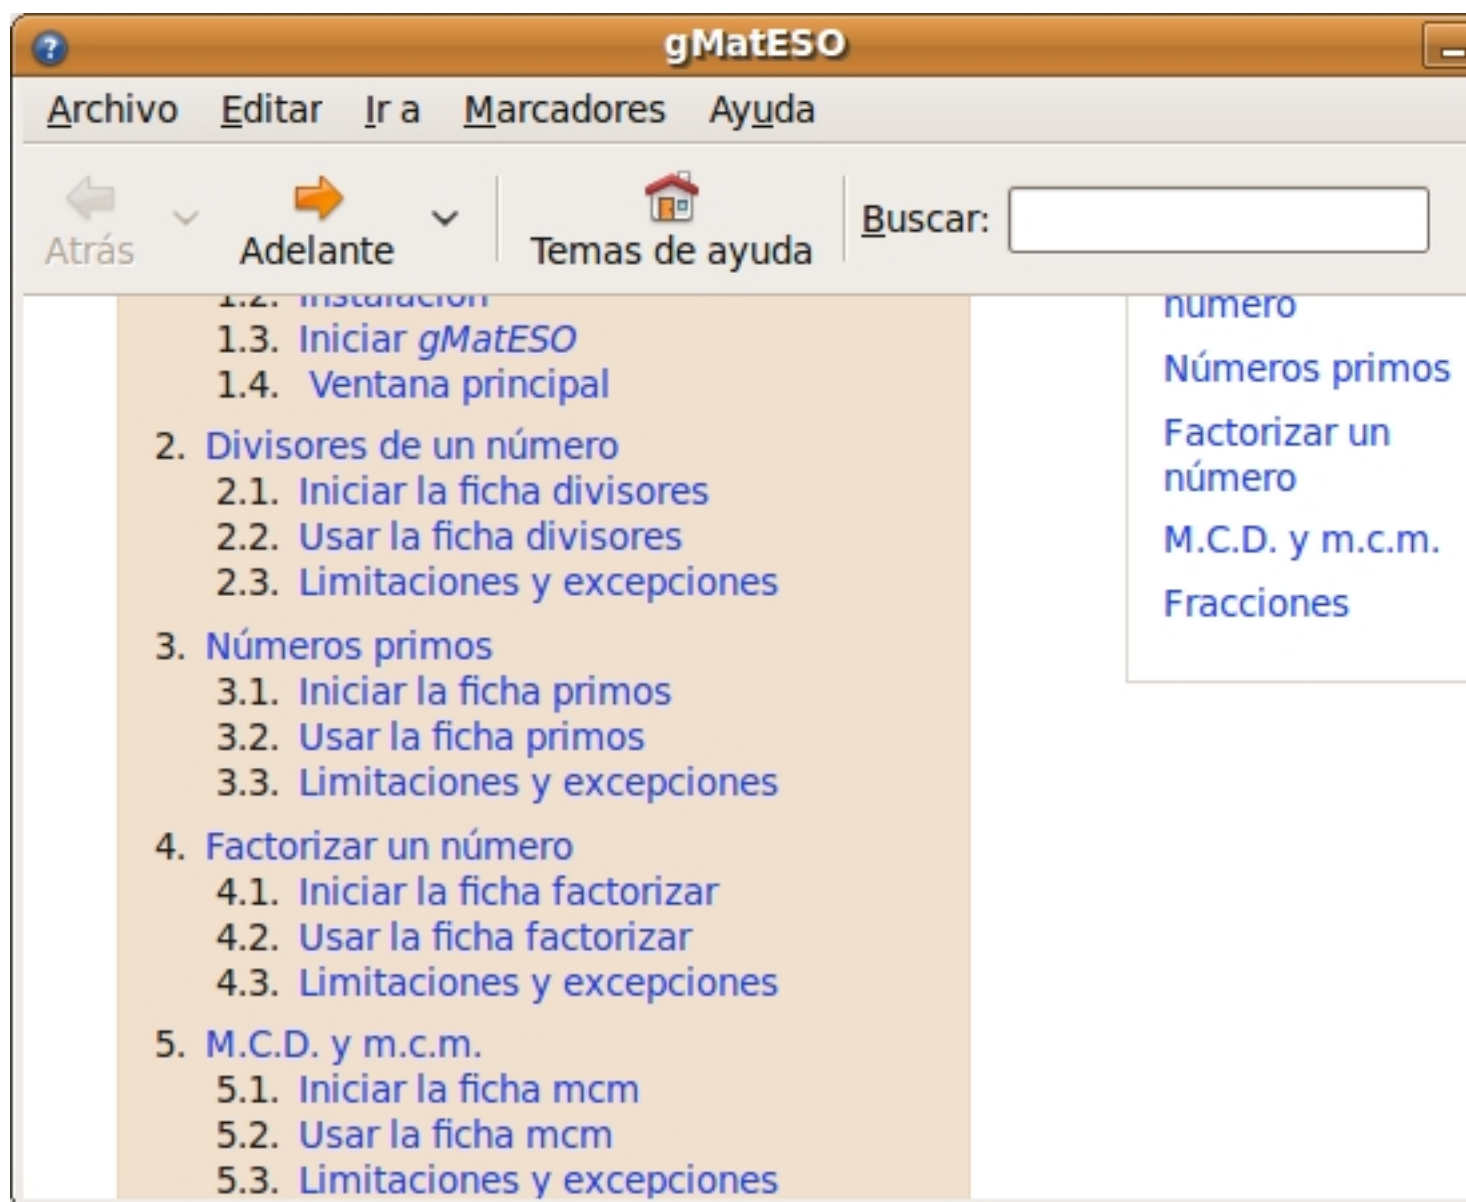 gMatESO
Archivo Editar Ir a Marcadores Ayuda
Atrás Adelante Temas de ayuda Buscar:
1.2. Instalación
1.3. Iniciar gMatESO
1.4. Ventana principal
2. Divisores de un número
2.1. Iniciar la ficha divisores
2.2. Usar la ficha divisores
2.3. Limitaciones y excepciones
3. Números primos
3.1. Iniciar la ficha primos
3.2. Usar la ficha primos
3.3. Limitaciones y excepciones
4. Factorizar un número
4.1. Iniciar la ficha factorizar
4.2. Usar la ficha factorizar
4.3. Limitaciones y excepciones
5. M.C.D. y m.c.m.
5.1. Iniciar la ficha mcm
5.2. Usar la ficha mcm
5.3. Limitaciones y excepciones
número
Números primos
Factorizar un
número
M.C.D. y m.c.m.
Fracciones